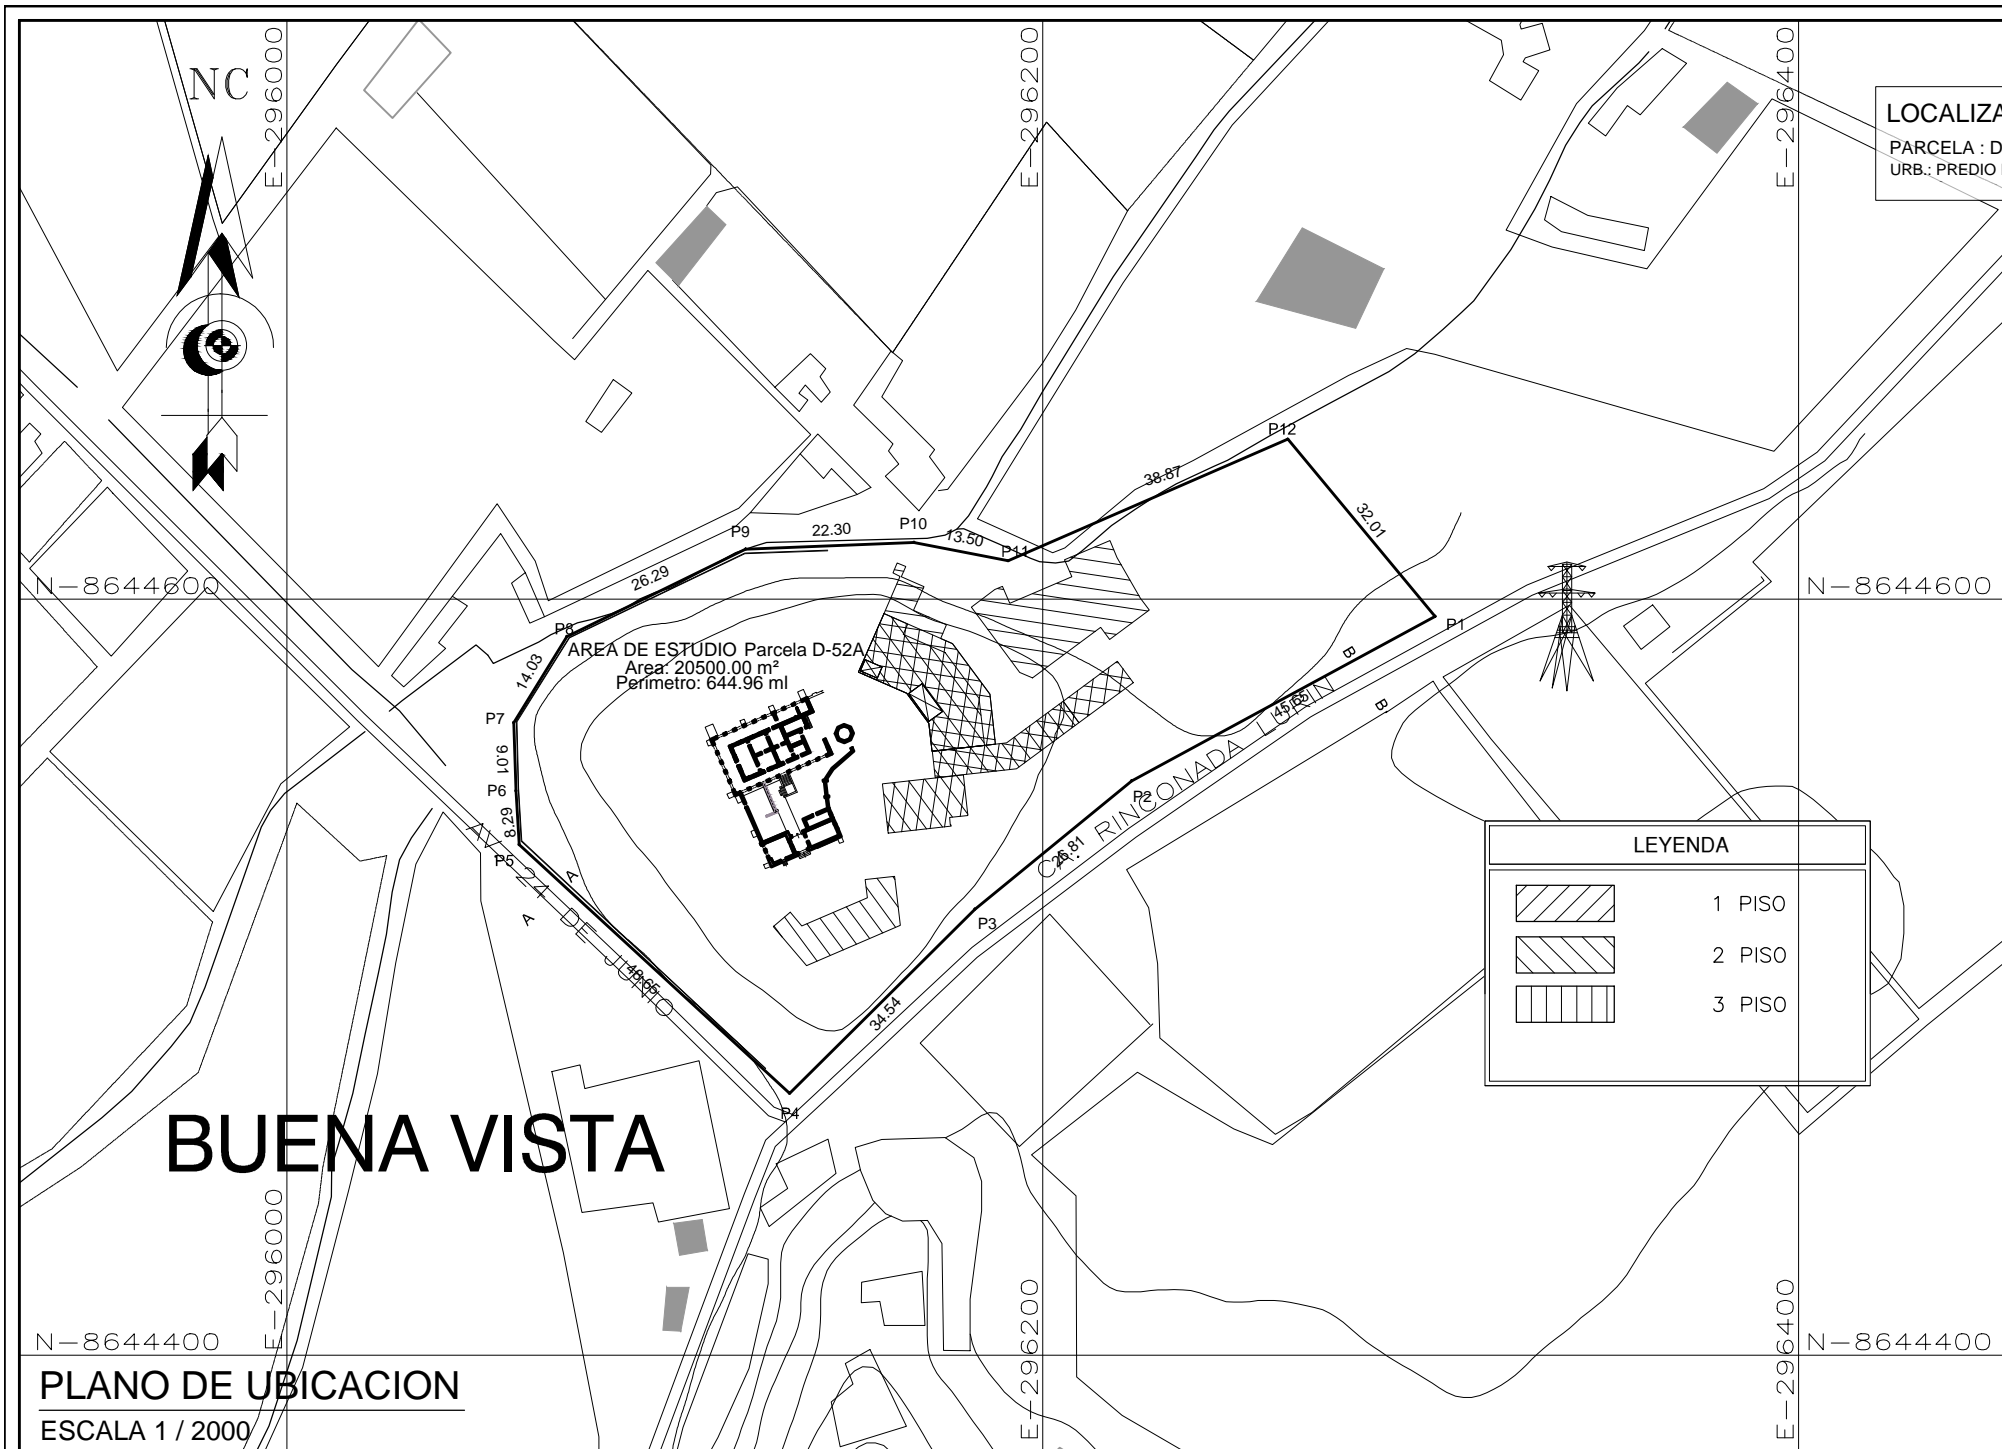 NC
E-296000
E-296200
E-296400
LOCALIZA
PARCELA : D
URB.: PREDIO
P12
38.87
32.01
P9
22.30
P10
13.50
P11
26.29
N-8644600
N-8644600
P8
P1
AREA DE ESTUDIO Parcela D-52A
Area: 20500.00 m²
Perimetro: 644.96 ml
14.03
B
45.65
B
P7
10.6
P6
8.29
P2
CA. RINCONADA LURIN
26.81
P5
A
A
AV. 24 DE JUNIO
48.65
P3
34.54
P4
LEYENDA
1 PISO
2 PISO
3 PISO
BUENA VISTA
E-296000
E-296200
E-296400
N-8644400
N-8644400
PLANO DE UBICACION
ESCALA 1 / 2000